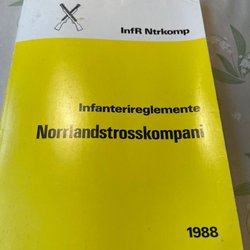 InfR Ntrkomp
Infanterireglemente
Norrlandstrosskompani
1988